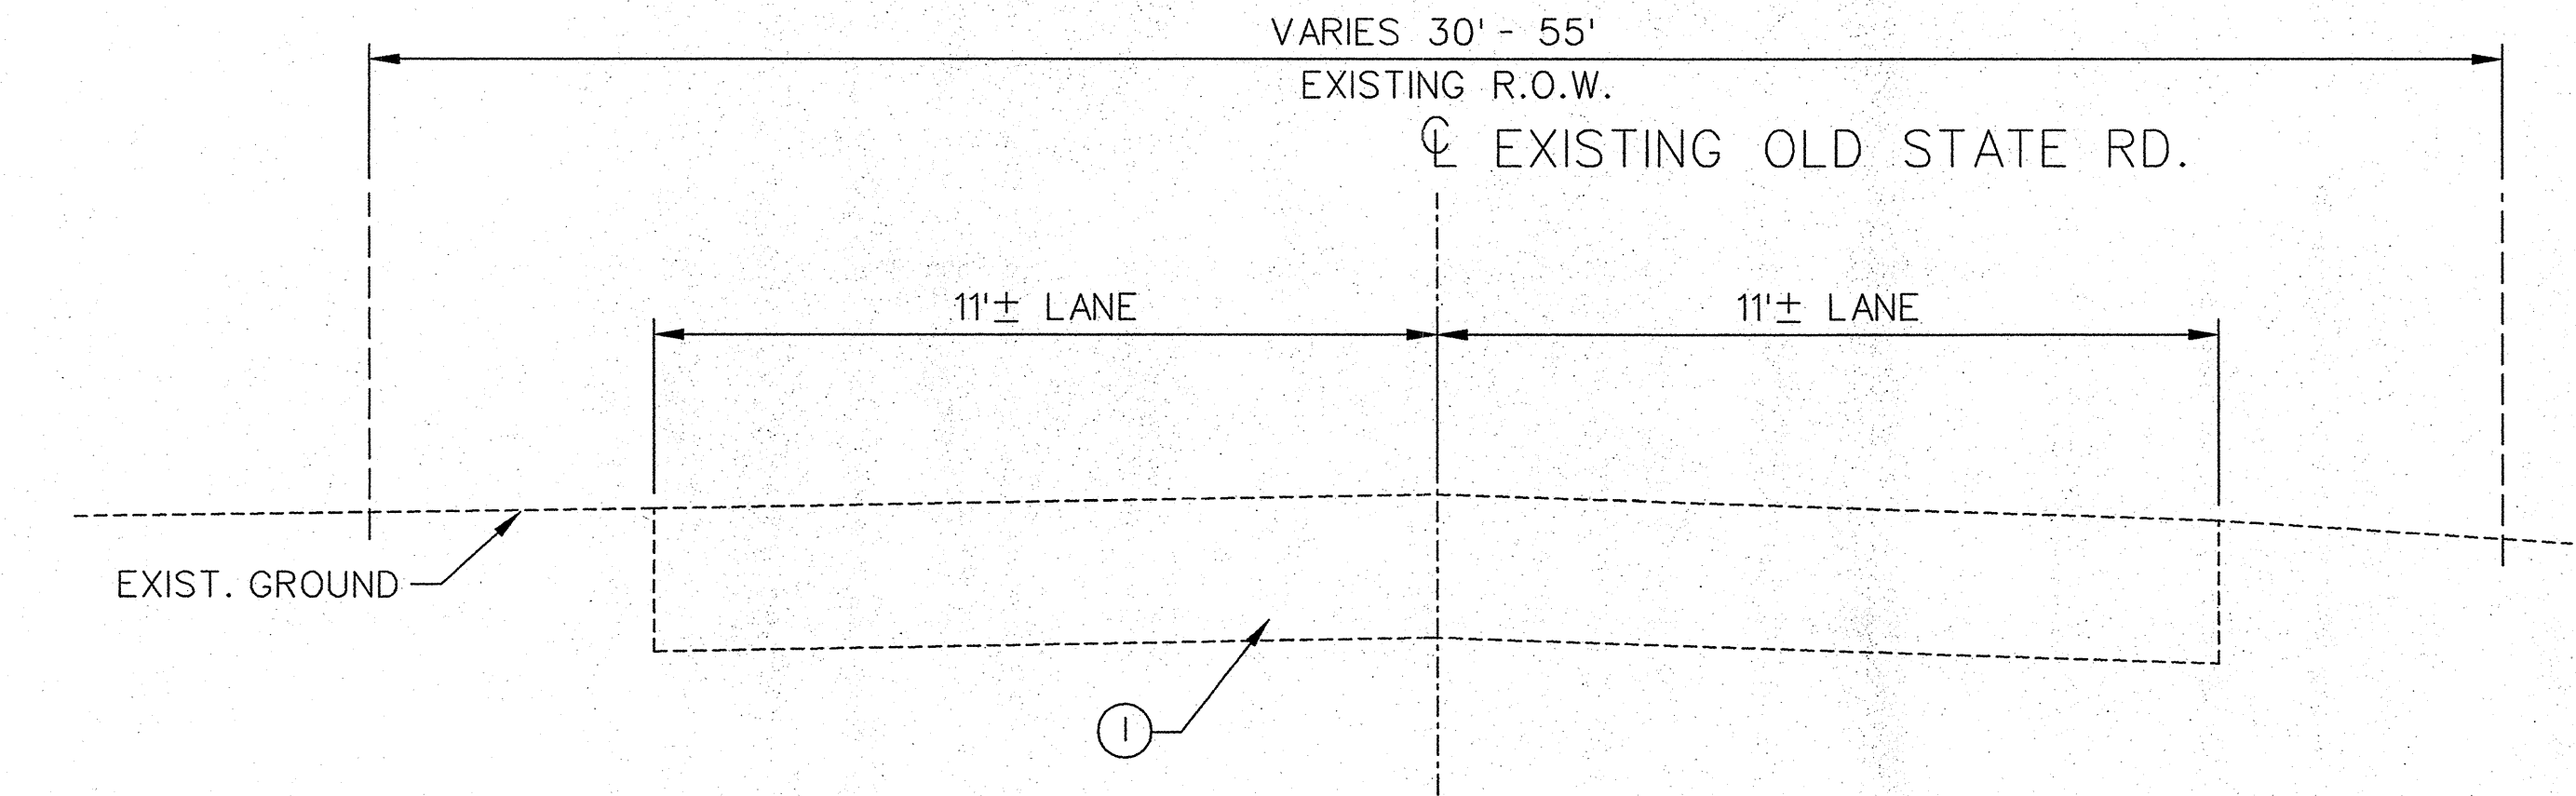 VARIES 30' - 55'
EXISTING R.O.W.
℄ EXISTING OLD STATE RD.
11'± LANE
11'± LANE
EXIST. GROUND
1